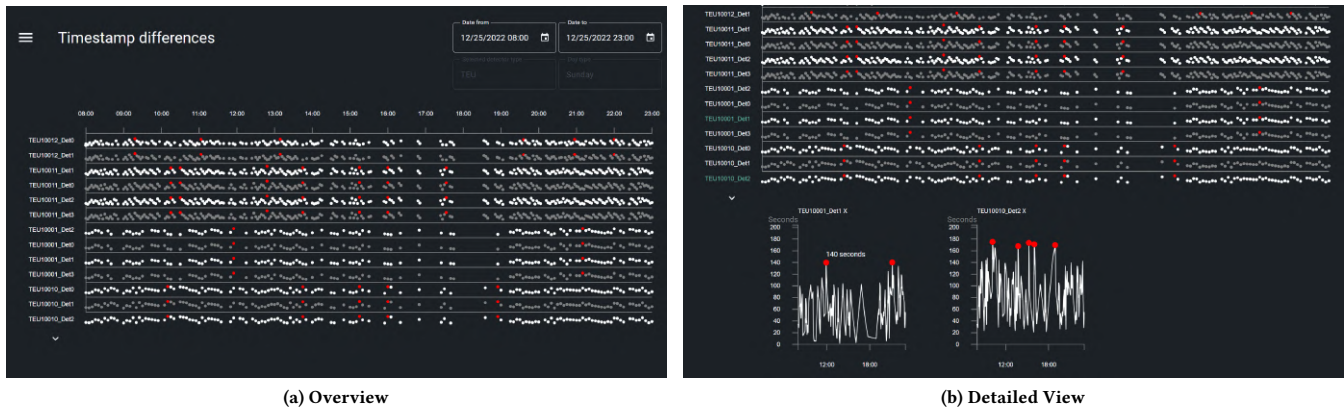 Timestamp differences
Date from
12/25/2022 08:00
Date to
12/25/2022 23:00
TEU
Sunday
08:00 09:00 10:00 11:00 12:00 13:00 14:00 15:00 16:00 17:00 18:00 19:00 20:00 21:00 22:00 23:00
TEU10012_Det0
TEU10012_Det1
TEU10011_Det1
TEU10011_Det0
TEU10011_Det2
TEU10011_Det3
TEU10001_Det2
TEU10001_Det0
TEU10001_Det1
TEU10001_Det3
TEU10010_Det0
TEU10010_Det1
TEU10010_Det2
(a) Overview
TEU10012_Det1
TEU10011_Det1
TEU10011_Det0
TEU10011_Det2
TEU10011_Det3
TEU10001_Det2
TEU10001_Det0
TEU10001_Det1
TEU10001_Det3
TEU10010_Det0
TEU10010_Det1
TEU10010_Det2
TEU10001_Det1 X
Seconds
200
180
160
140
120
100
80
60
40
20
0
140 seconds
12:00 18:00
TEU10010_Det2 X
Seconds
200
180
160
140
120
100
80
60
40
20
0
12:00 18:00
(b) Detailed View